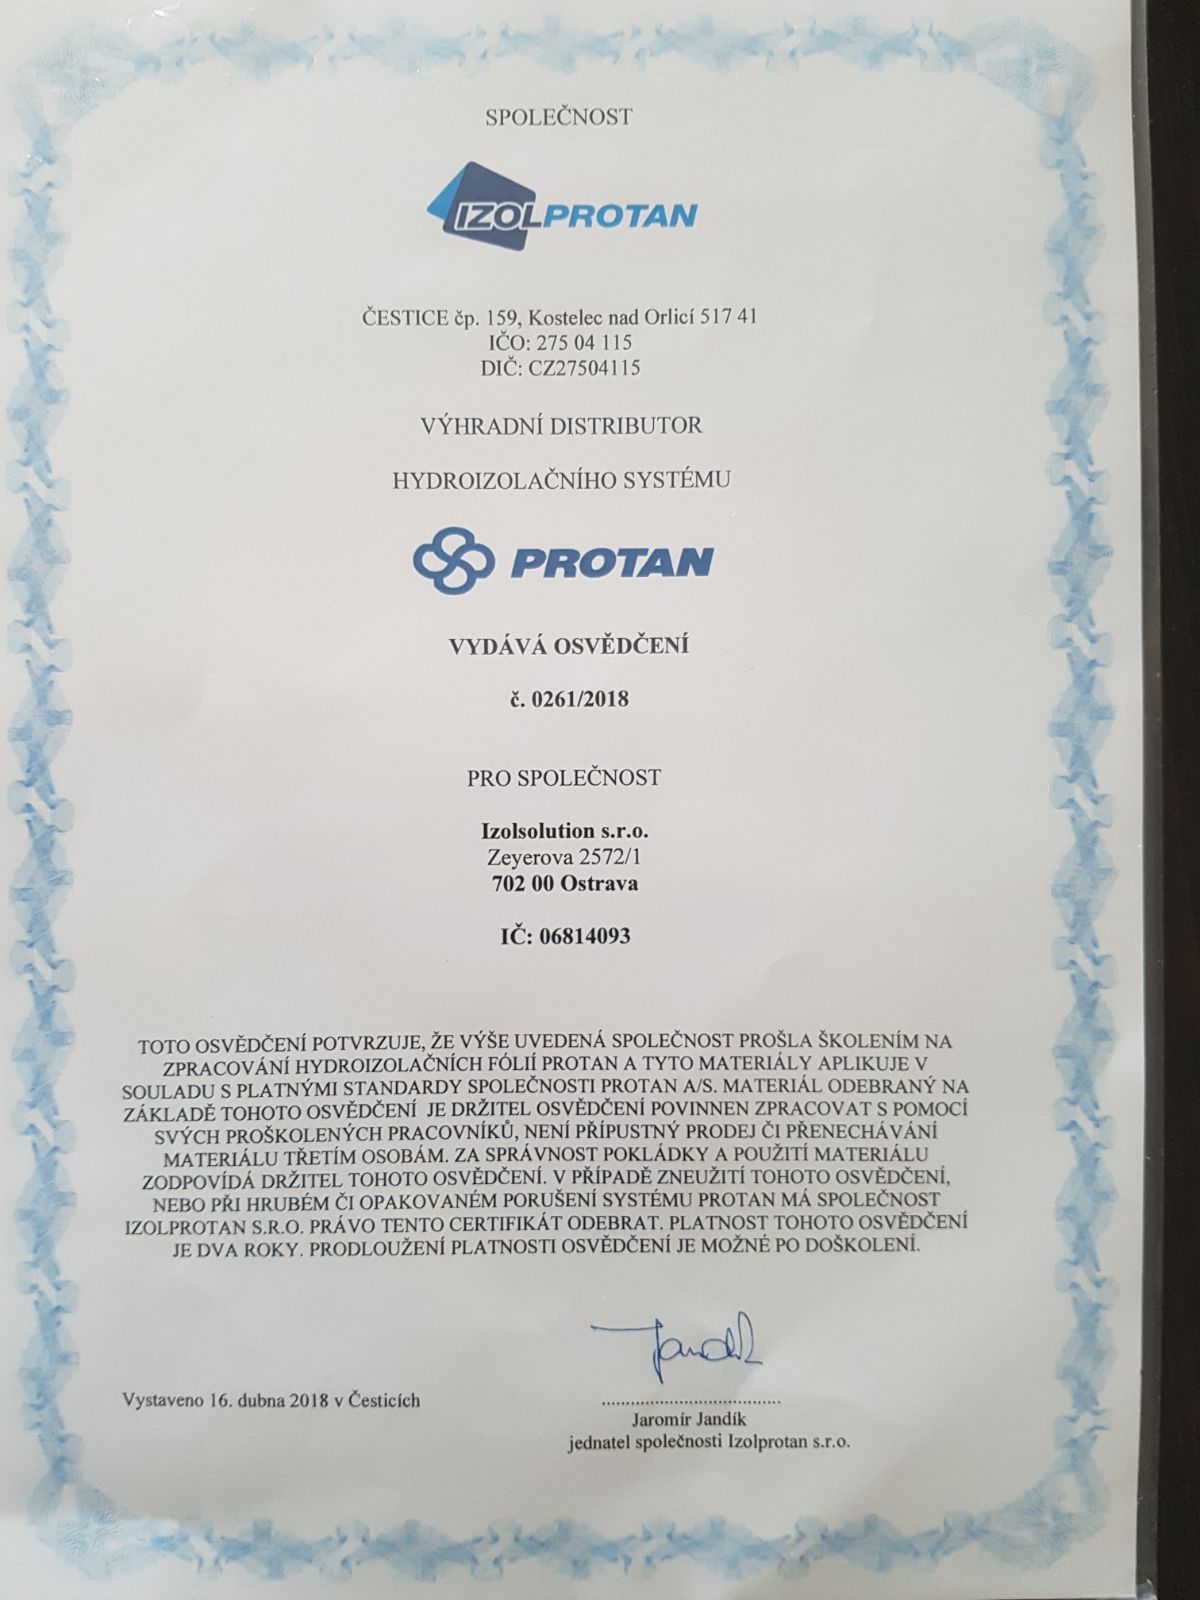 SPOLEČNOST
IZOLPROTAN
ČESTICE čp. 159, Kostelec nad Orlicí 517 41
IČO: 275 04 115
DIČ: CZ27504115
VÝHRADNÍ DISTRIBUTOR
HYDROIZOLAČNÍHO SYSTÉMU
PROTAN
VYDÁVÁ OSVĚDČENÍ
č. 0261/2018
PRO SPOLEČNOST
Izolsolution s.r.o.
Zeyerova 2572/1
702 00 Ostrava
IČ: 06814093
TOTO OSVĚDČENÍ POTVRZUJE, ŽE VÝŠE UVEDENÁ SPOLEČNOST PROŠLA ŠKOLENÍM NA
ZPRACOVÁNÍ HYDROIZOLAČNÍCH FÓLIÍ PROTAN A TYTO MATERIÁLY APLIKUJE V
SOULADU S PLATNÝMI STANDARDY SPOLEČNOSTI PROTAN A/S. MATERIÁL ODEBRANÝ NA
ZÁKLADĚ TOHOTO OSVĚDČENÍ JE DRŽITEL OSVĚDČENÍ POVINNEN ZPRACOVAT S POMOCÍ
SVÝCH PROŠKOLENÝCH PRACOVNÍKŮ, NENÍ PŘÍPUSTNÝ PRODEJ ČI PŘENECHÁVÁNÍ
MATERIÁLU TŘETÍM OSOBÁM. ZA SPRÁVNOST POKLÁDKY A POUŽITÍ MATERIÁLU
ZODPOVÍDÁ DRŽITEL TOHOTO OSVĚDČENÍ. V PŘÍPADĚ ZNEUŽITÍ TOHOTO OSVĚDČENÍ,
NEBO PŘI HRUBÉM ČI OPAKOVANÉM PORUŠENÍ SYSTÉMU PROTAN MÁ SPOLEČNOST
IZOLPROTAN S.R.O. PRÁVO TENTO CERTIFIKÁT ODEBRAT. PLATNOST TOHOTO OSVĚDČENÍ
JE DVA ROKY. PRODLOUŽENÍ PLATNOSTI OSVĚDČENÍ JE MOŽNÉ PO DOŠKOLENÍ.
Jandík
Vystaveno 16. dubna 2018 v Česticích
Jaromír Jandík
jednatel společnosti Izolprotan s.r.o.